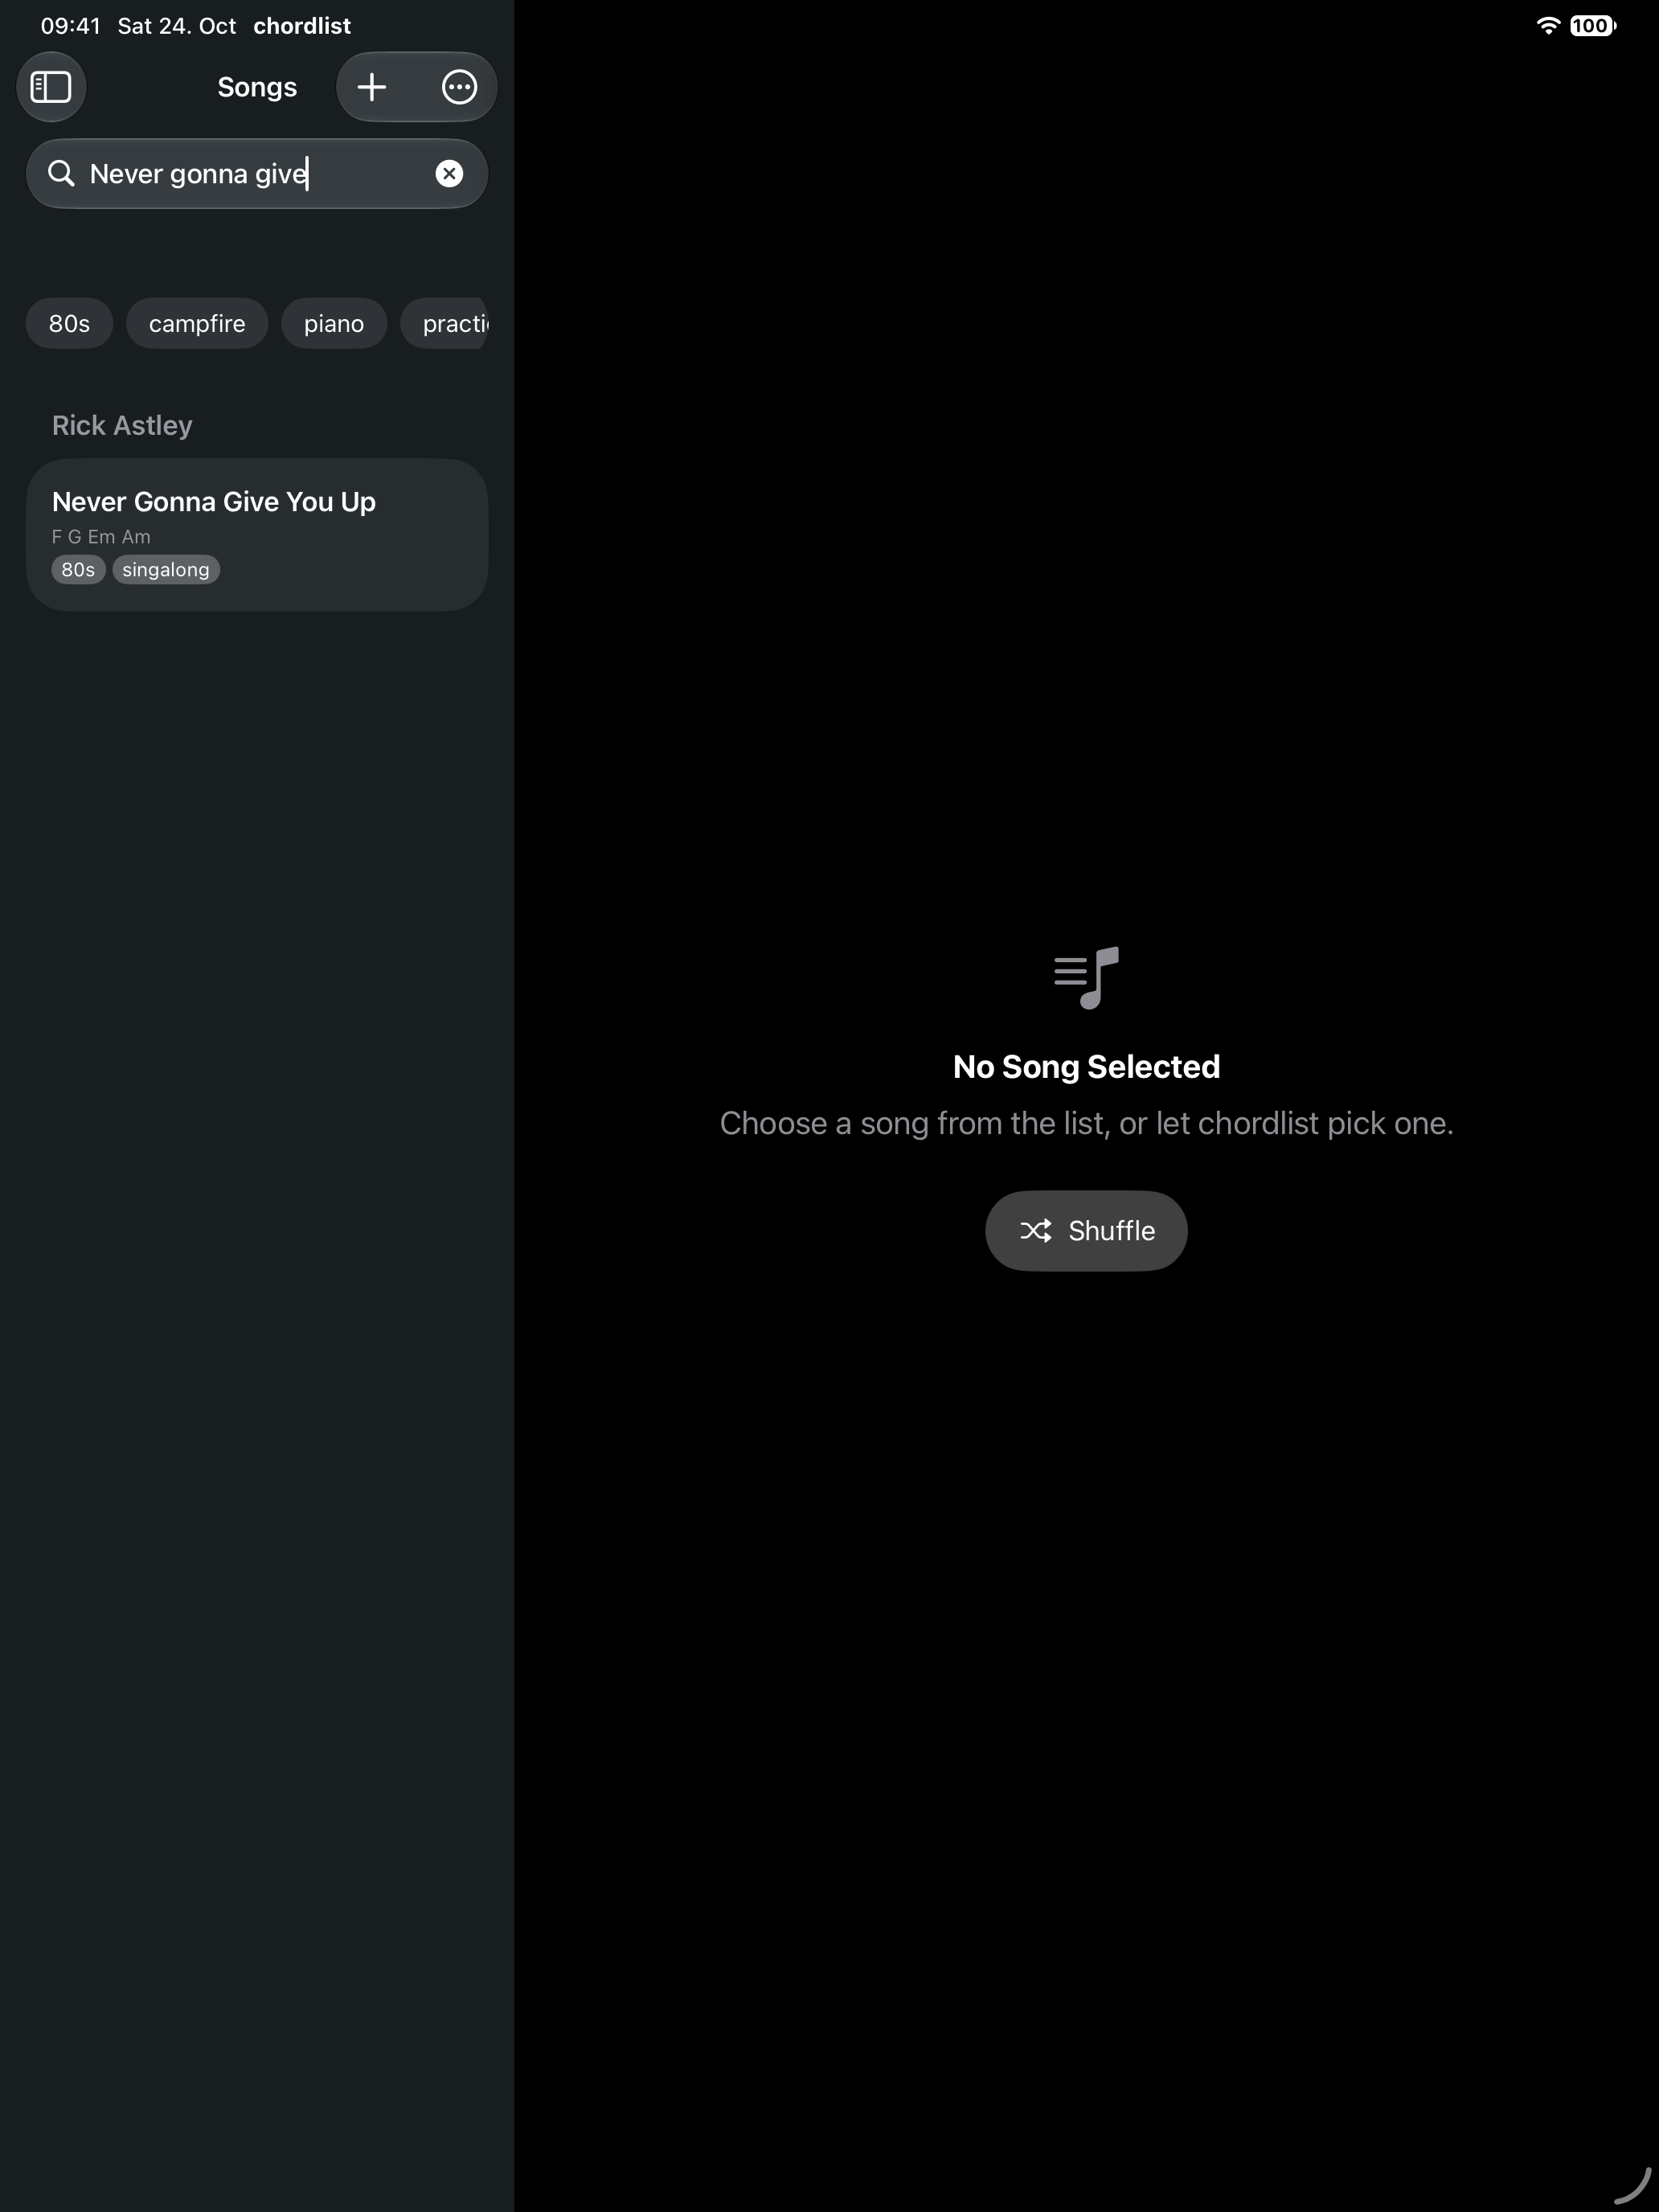 09:41 Sat 24. Oct chordlist
100
Songs
Never gonna give
80s campfire piano practi
Rick Astley
Never Gonna Give You Up
F G Em Am
80s singalong
No Song Selected
Choose a song from the list, or let chordlist pick one.
Shuffle